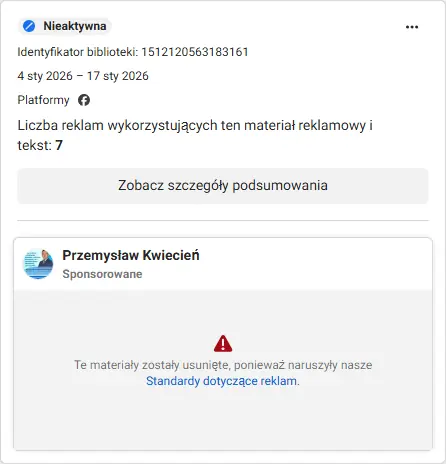 Nieaktywna
Identyfikator biblioteki: 1512120563183161
4 sty 2026 – 17 sty 2026
Platformy
Liczba reklam wykorzystujących ten materiał reklamowy i
tekst: 7
Zobacz szczegóły podsumowania
Przemysław Kwiecień
Sponsorowane
Te materiały zostały usunięte, ponieważ naruszyły nasze
Standardy dotyczące reklam.